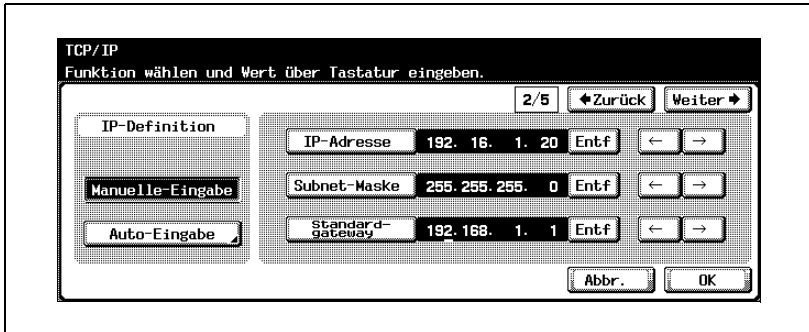 TCP/IP
Funktion wählen und Wert über Tastatur eingeben.
2/5 ←Zurück Weiter→
IP-Definition
IP-Adresse 192. 16. 1. 20 Entf ← →
Manuelle-Eingabe
Subnet-Maske 255.255.255. 0 Entf ← →
Auto-Eingabe
Standard-
gateway 192.168. 1. 1 Entf ← →
Abbr. OK